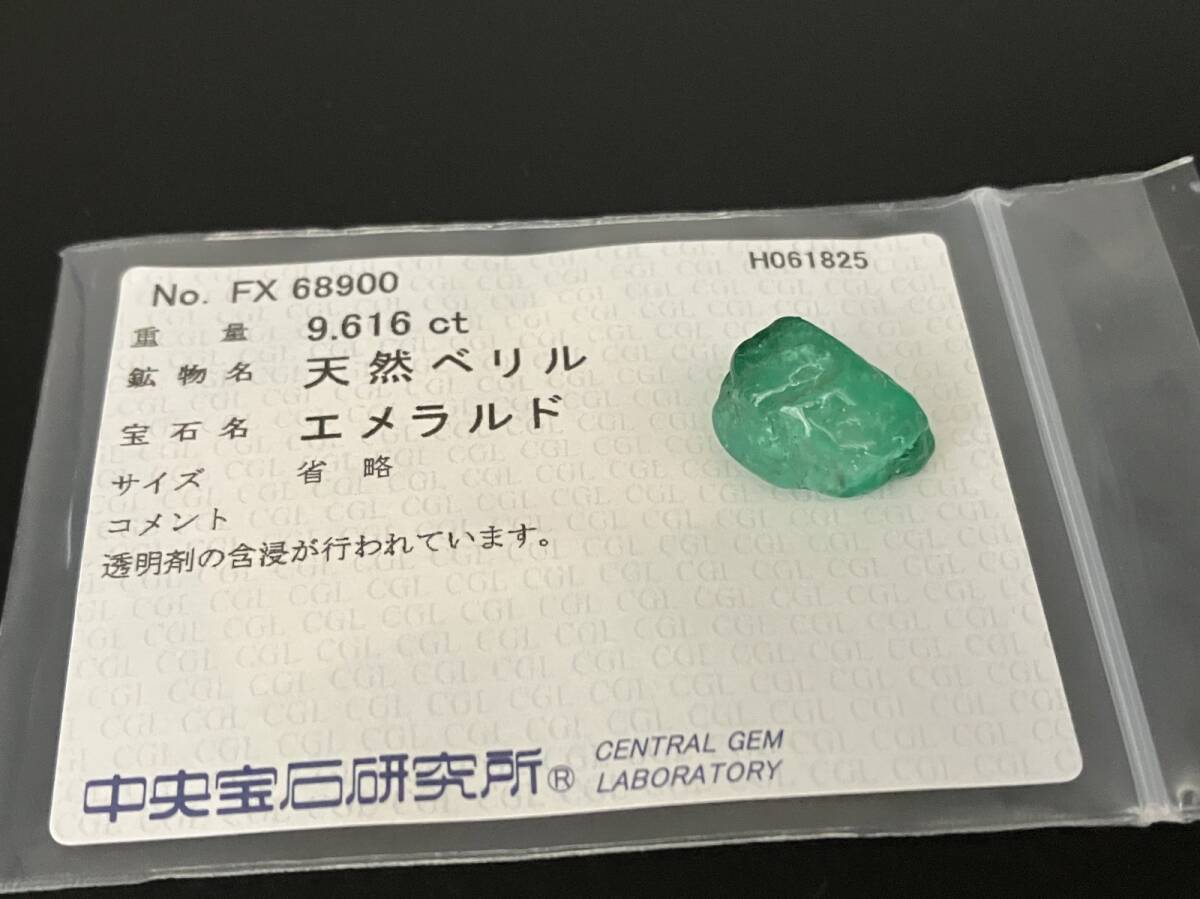 No. FX 68900
H061825
重量 9.616 ct
鉱物名 天然ベリル
宝石名 エメラルド
サイズ 省略
コメント
透明剤の含浸が行われています。
中央宝石研究所®
CENTRAL GEM
LABORATORY